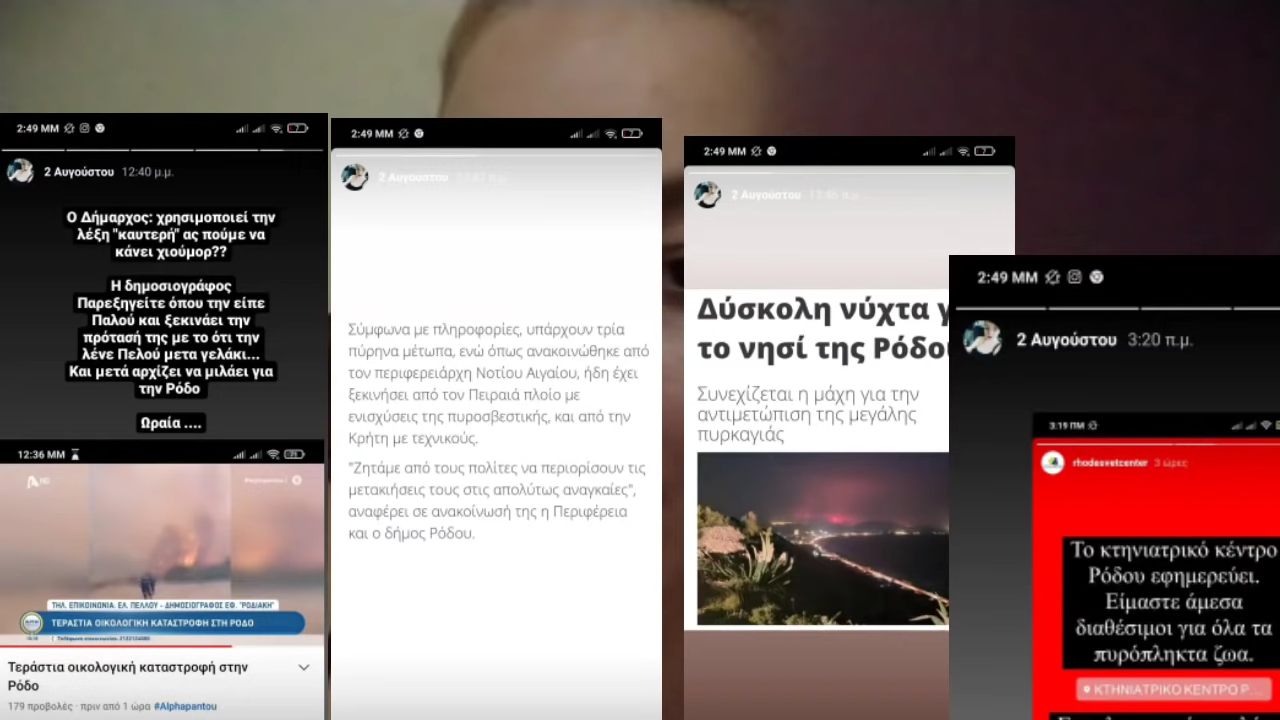 2:49 ΜΜ
2 Αυγούστου 12:40 μ.μ.
Ο Δήμαρχος: χρησιμοποιεί την
λέξη "καυτερή" ας πούμε να
κάνει χιούμορ??
Η δημοσιογράφος
Παρεξηγείτε όπου την είπε
Παλού και ξεκινάει την
πρότασή της με το ότι την
λένε Πελού μετα γελάκι...
Και μετά αρχίζει να μιλάει για
την Ρόδο
Ωραία ....
12:36 ΜΜ
ΤΗΛ. ΕΠΙΚΟΙΝΩΝΙΑ: ΕΛ. ΠΕΛΛΟΥ - ΔΗΜΟΣΙΟΓΡΑΦΟΣ ΕΦ. "ΡΟΔΙΑΚΗ"
ΤΕΡΑΣΤΙΑ ΟΙΚΟΛΟΓΙΚΗ ΚΑΤΑΣΤΡΟΦΗ ΣΤΗ ΡΟΔΟ
Τεράστια οικολογική καταστροφή στην
Ρόδο
179 προβολές · πριν από 1 ώρα #Alphapantou
2:49 ΜΜ
2 Αυγούστου
Σύμφωνα με πληροφορίες, υπάρχουν τρία
πύρηνα μέτωπα, ενώ όπως ανακοινώθηκε από
τον περιφερειάρχη Νοτίου Αιγαίου, ήδη έχει
ξεκινήσει από τον Πειραιά πλοίο με
ενισχύσεις της πυροσβεστικής, και από την
Κρήτη με τεχνικούς.
"Ζητάμε από τους πολίτες να περιορίσουν τις
μετακιήσεις τους στις απολύτως αναγκαίες",
αναφέρει σε ανακοίνωσή της η Περιφέρεια
και ο δήμος Ρόδου.
2:49 ΜΜ
2 Αυγούστου
Δύσκολη νύχτα γ
το νησί της Ρόδου
Συνεχίζεται η μάχη για την
αντιμετώπιση της μεγάλης
πυρκαγιάς
2:49 ΜΜ
2 Αυγούστου 3:20 π.μ.
3:19 ΠΜ
rhodesvetcenter 3 ώρες
Το κτηνιατρικό κέντρο
Ρόδου εφημερεύει.
Είμαστε άμεσα
διαθέσιμοι για όλα τα
πυρόπληκτα ζωα.
ΚΤΗΝΙΑΤΡΙΚΟ ΚΕΝΤΡΟ Ρ...